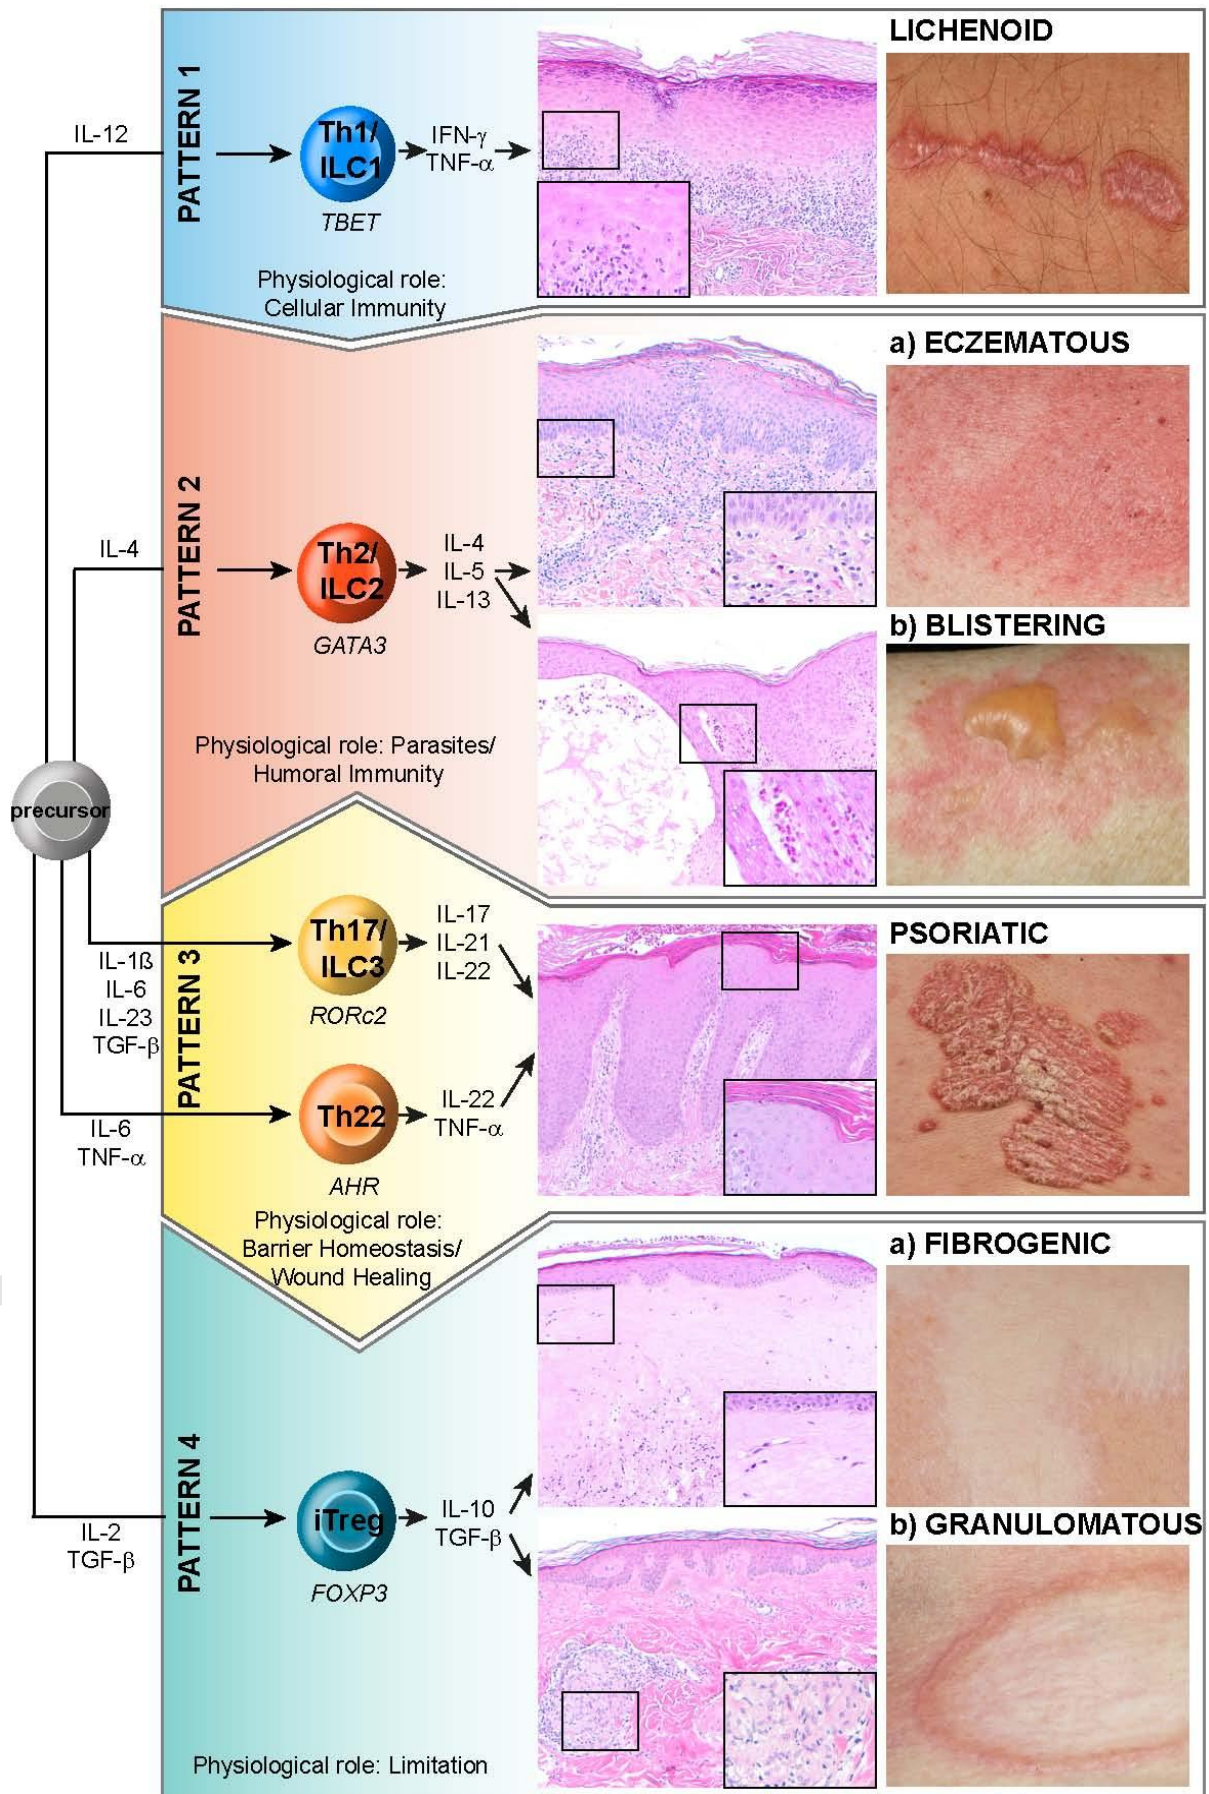 LICHENOID
IL-12
PATTERN 1
Th1/
ILC1
TBET
IFN-γ
TNF-α
Physiological role:
Cellular Immunity
a) ECZEMATOUS
IL-4
PATTERN 2
Th2/
ILC2
GATA3
IL-4
IL-5
IL-13
b) BLISTERING
Physiological role: Parasites/
Humoral Immunity
precursor
PSORIATIC
IL-1ß
IL-6
IL-23
TGF-β
PATTERN 3
Th17/
ILC3
RORc2
IL-17
IL-21
IL-22
IL-6
TNF-α
Th22
AHR
IL-22
TNF-α
Physiological role:
Barrier Homeostasis/
Wound Healing
a) FIBROGENIC
IL-2
TGF-β
PATTERN 4
iTreg
FOXP3
IL-10
TGF-β
b) GRANULOMATOUS
Physiological role: Limitation